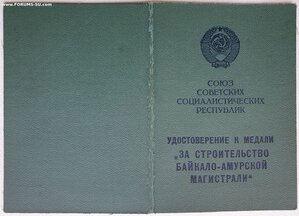 www.FORUMS-SU.com
СОЮЗ
СОВЕТСКИХ
СОЦИАЛИСТИЧЕСКИХ
РЕСПУБЛИК
УДОСТОВЕРЕНИЕ К МЕДАЛИ
„ЗА СТРОИТЕЛЬСТВО
БАЙКАЛО-АМУРСКОЙ
МАГИСТРАЛИ“